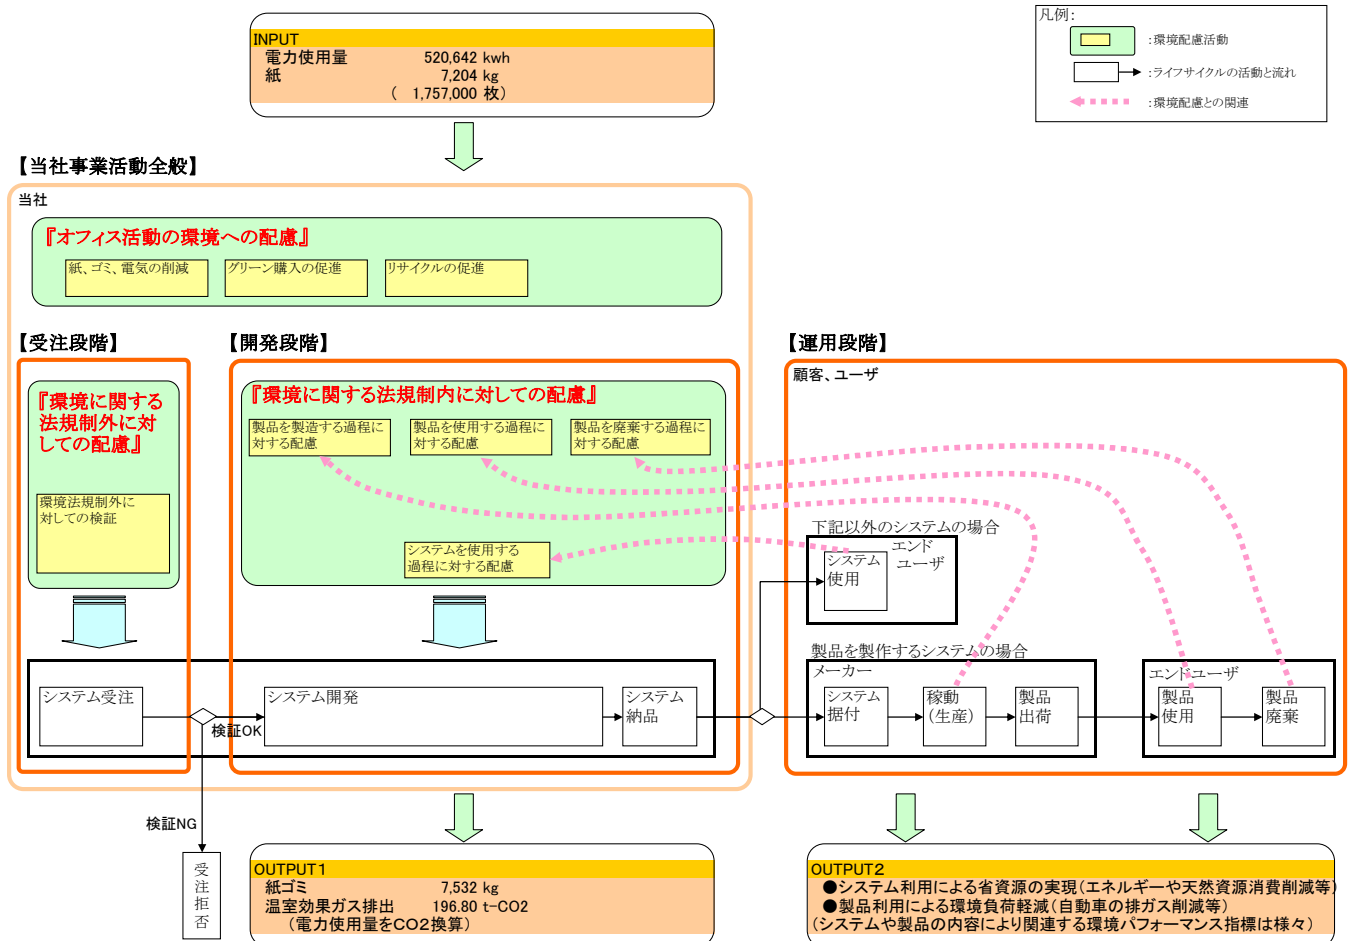 凡例:
:環境配慮活動
:ライフサイクルの活動と流れ
:環境配慮との関連
INPUT
電力使用量 520,642 kwh
紙 7,204 kg
( 1,757,000 枚)
【当社事業活動全般】
当社
『オフィス活動の環境への配慮』
紙、ゴミ、電気の削減
グリーン購入の促進
リサイクルの促進
【受注段階】
【開発段階】
【運用段階】
『環境に関する
法規制外に対
しての配慮』
環境法規制外に
対しての検証
『環境に関する法規制内に対しての配慮』
製品を製造する過程に
対する配慮
製品を使用する過程に
対する配慮
製品を廃棄する過程に
対する配慮
システムを使用する
過程に対する配慮
顧客、ユーザ
下記以外のシステムの場合
エンド
ユーザ
システム
使用
製品を製作するシステムの場合
メーカー
システム
据付
稼動
(生産)
製品
出荷
エンドユーザ
製品
使用
製品
廃棄
システム受注
検証OK
システム開発
システム
納品
検証NG
受
注
拒
否
OUTPUT1
紙ゴミ 7,532 kg
温室効果ガス排出 196.80 t-CO2
(電力使用量をCO2換算)
OUTPUT2
●システム利用による省資源の実現(エネルギーや天然資源消費削減等)
●製品利用による環境負荷軽減(自動車の排ガス削減等)
(システムや製品の内容により関連する環境パフォーマンス指標は様々)